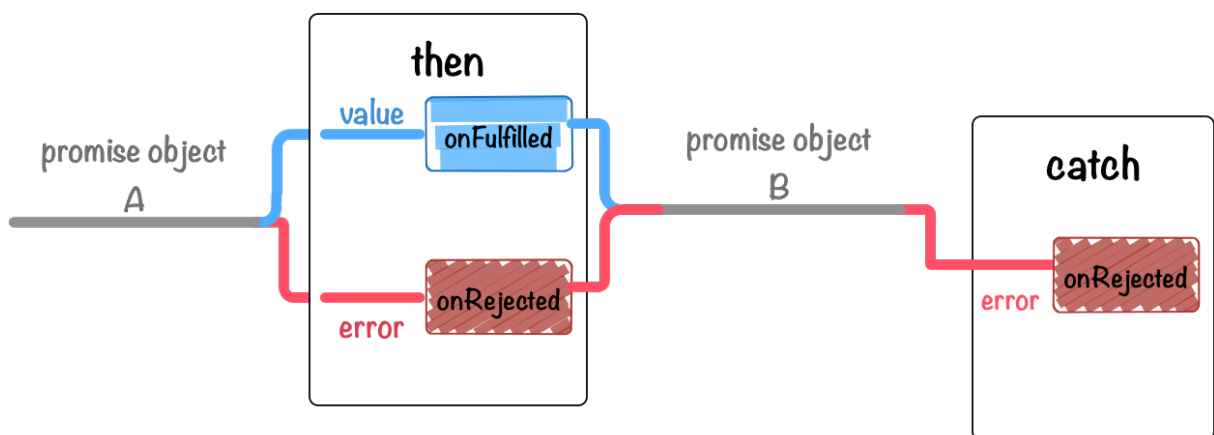 promise object
A
then
value
onFulfilled
error
onRejected
promise object
B
catch
error
onRejected